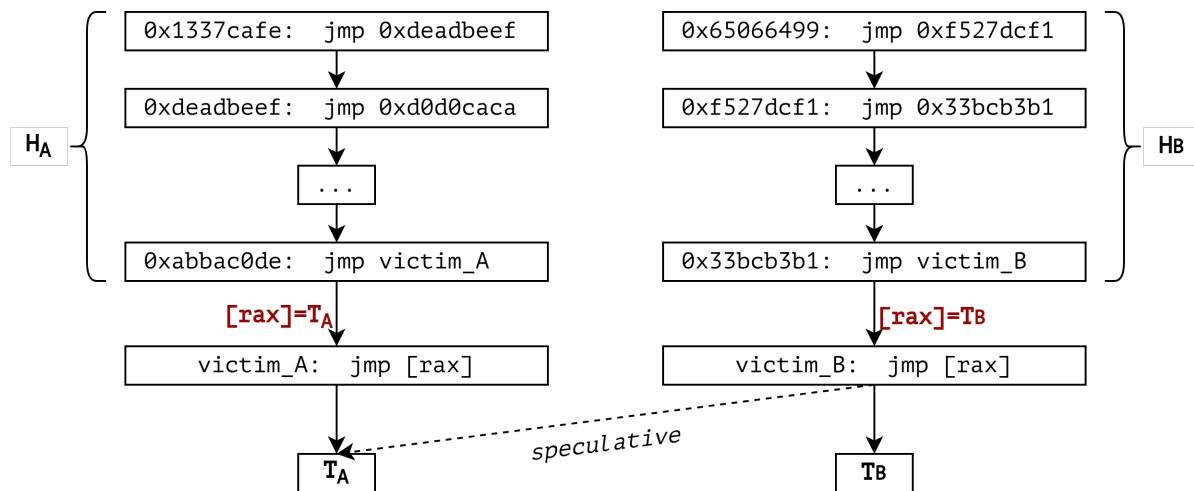 0x1337cafe: jmp 0xdeadbeef
0xdeadbeef: jmp 0xd0d0caca
HA
...
0xabbac0de: jmp victim_A
[rax]=TA
victim_A: jmp [rax]
TA
0x65066499: jmp 0xf527dcf1
0xf527dcf1: jmp 0x33bcb3b1
HB
...
0x33bcb3b1: jmp victim_B
[rax]=TB
victim_B: jmp [rax]
speculative
TB